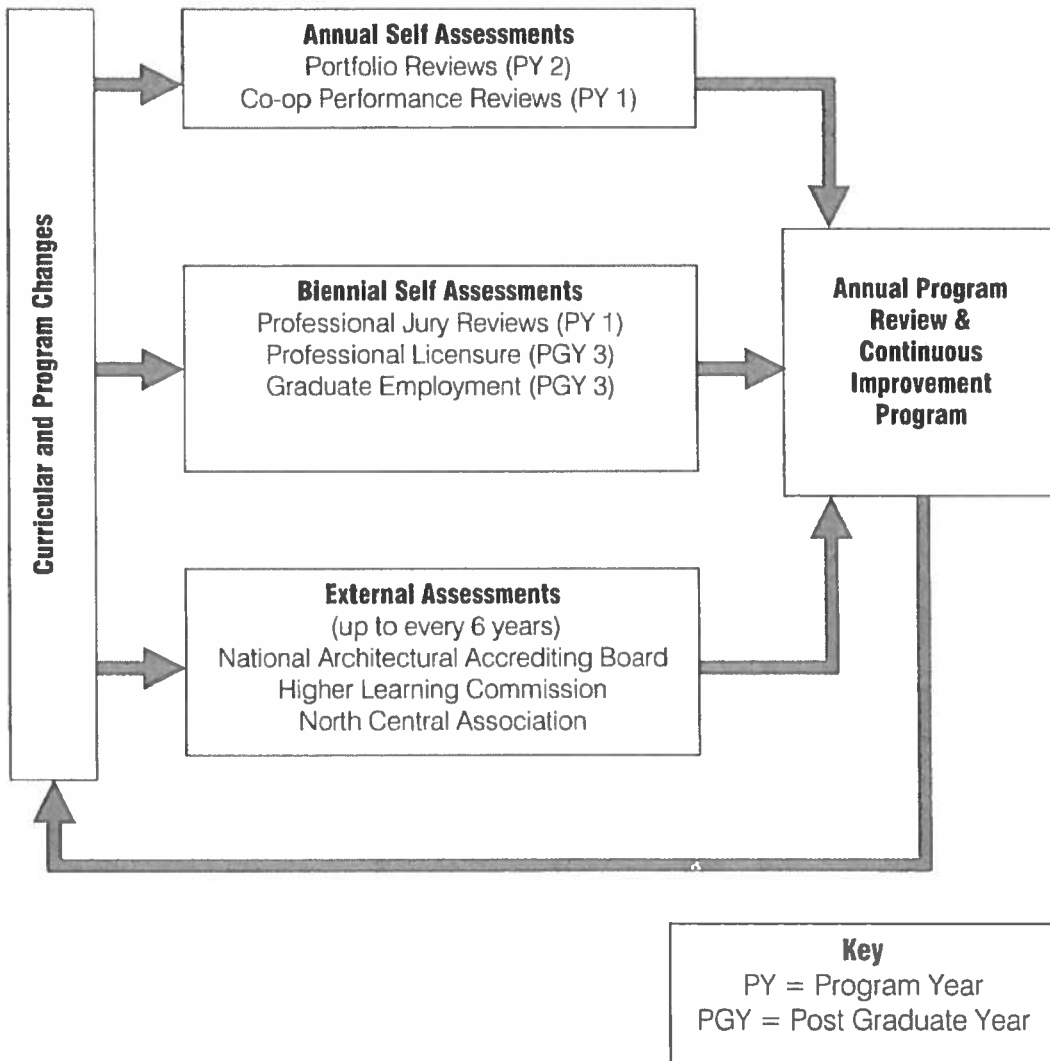 Curricular and Program Changes
Annual Self Assessments
Portfolio Reviews (PY 2)
Co-op Performance Reviews (PY 1)
Biennial Self Assessments
Professional Jury Reviews (PY 1)
Professional Licensure (PGY 3)
Graduate Employment (PGY 3)
External Assessments
(up to every 6 years)
National Architectural Accrediting Board
Higher Learning Commission
North Central Association
Annual Program
Review &
Continuous
Improvement
Program
Key
PY = Program Year
PGY = Post Graduate Year